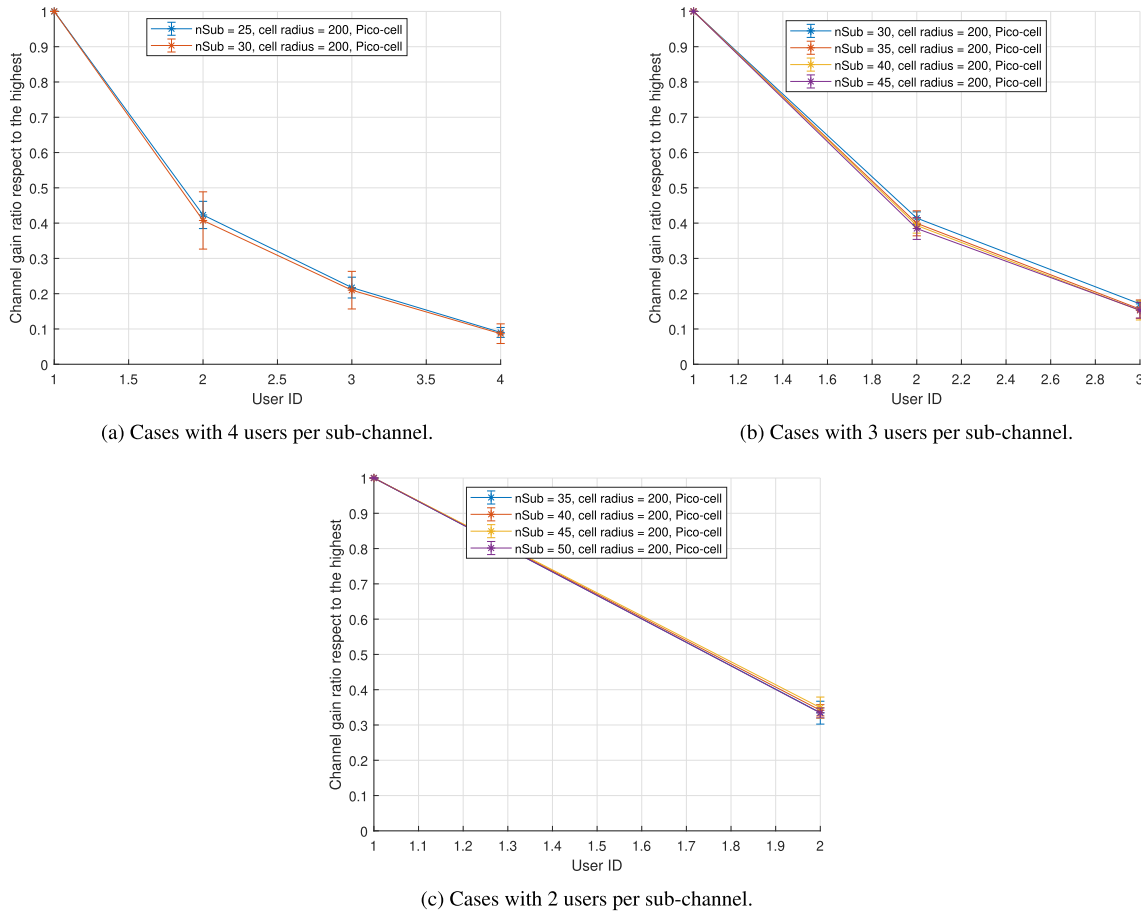 nSub = 25, cell radius = 200, Pico-cell
nSub = 30, cell radius = 200, Pico-cell
Channel gain ratio respect to the highest
1
0.9
0.8
0.7
0.6
0.5
0.4
0.3
0.2
0.1
0
1 1.5 2 2.5 3 3.5 4
User ID
(a) Cases with 4 users per sub-channel.
nSub = 30, cell radius = 200, Pico-cell
nSub = 35, cell radius = 200, Pico-cell
nSub = 40, cell radius = 200, Pico-cell
nSub = 45, cell radius = 200, Pico-cell
Channel gain ratio respect to the highest
1
0.9
0.8
0.7
0.6
0.5
0.4
0.3
0.2
0.1
0
1 1.2 1.4 1.6 1.8 2 2.2 2.4 2.6 2.8 3
User ID
(b) Cases with 3 users per sub-channel.
nSub = 35, cell radius = 200, Pico-cell
nSub = 40, cell radius = 200, Pico-cell
nSub = 45, cell radius = 200, Pico-cell
nSub = 50, cell radius = 200, Pico-cell
Channel gain ratio respect to the highest
1
0.9
0.8
0.7
0.6
0.5
0.4
0.3
0.2
0.1
0
1 1.1 1.2 1.3 1.4 1.5 1.6 1.7 1.8 1.9 2
User ID
(c) Cases with 2 users per sub-channel.